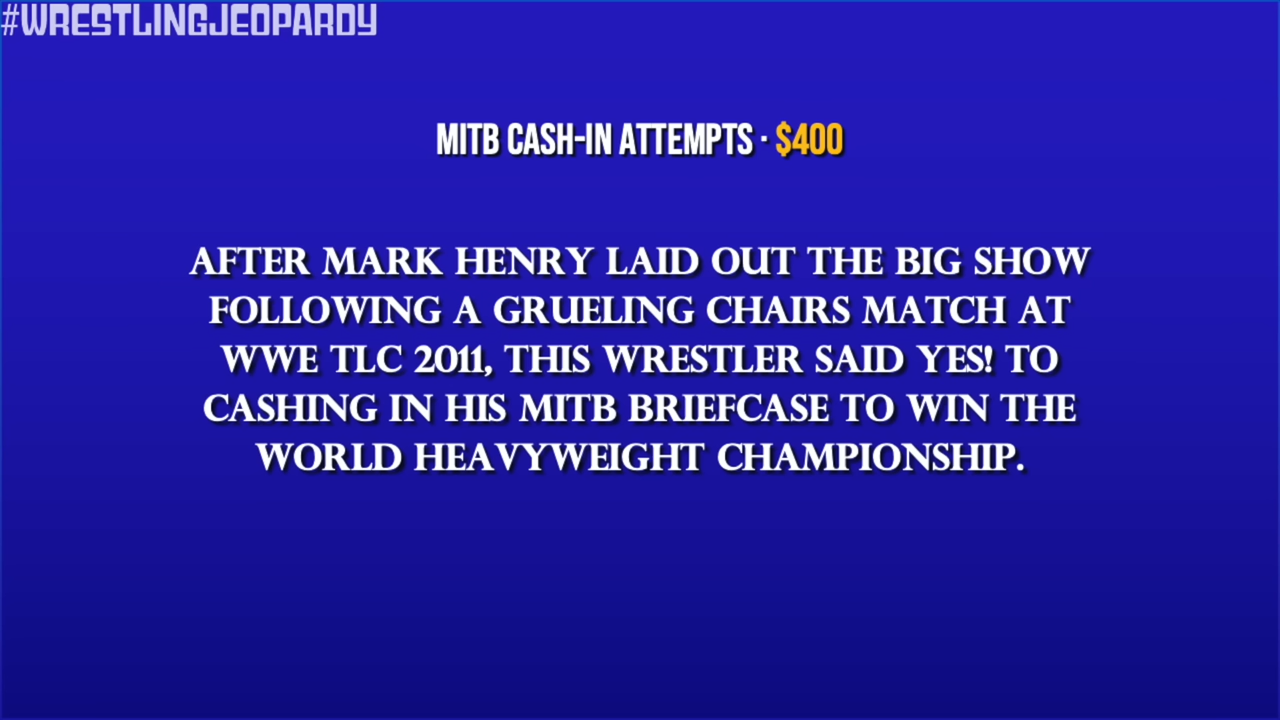 #WRESTLINGJEOPARDY
MITB CASH-IN ATTEMPTS · $400
AFTER MARK HENRY LAID OUT THE BIG SHOW
FOLLOWING A GRUELING CHAIRS MATCH AT
WWE TLC 2011, THIS WRESTLER SAID YES! TO
CASHING IN HIS MITB BRIEFCASE TO WIN THE
WORLD HEAVYWEIGHT CHAMPIONSHIP.